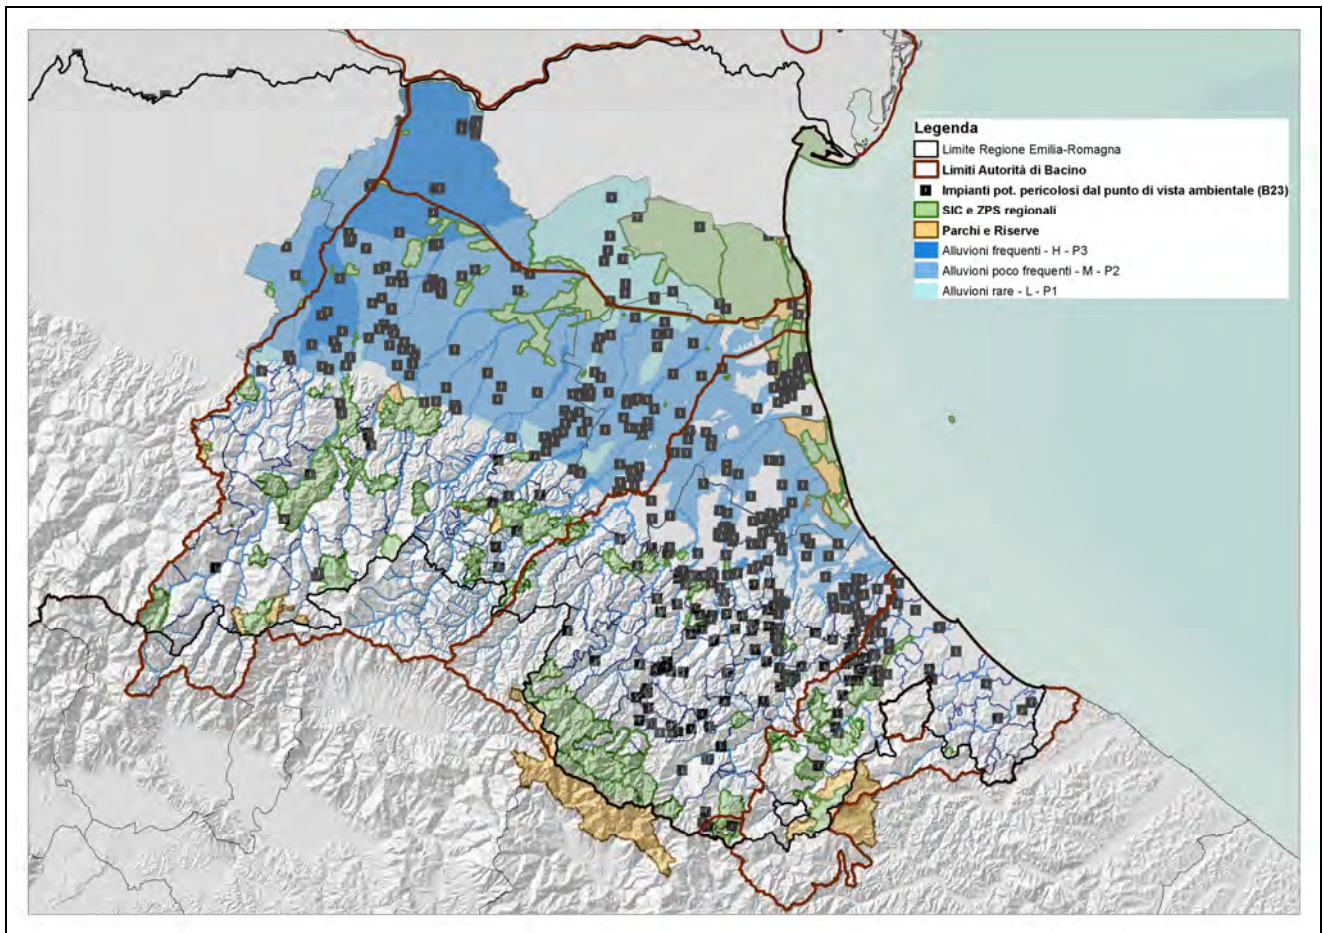 Legenda
Limite Regione Emilia-Romagna
Limiti Autorità di Bacino
Impianti pot. pericolosi dal punto di vista ambientale (B23)
SIC e ZPS regionali
Parchi e Riserve
Alluvioni frequenti - H - P3
Alluvioni poco frequenti - M - P2
Alluvioni rare - L - P1